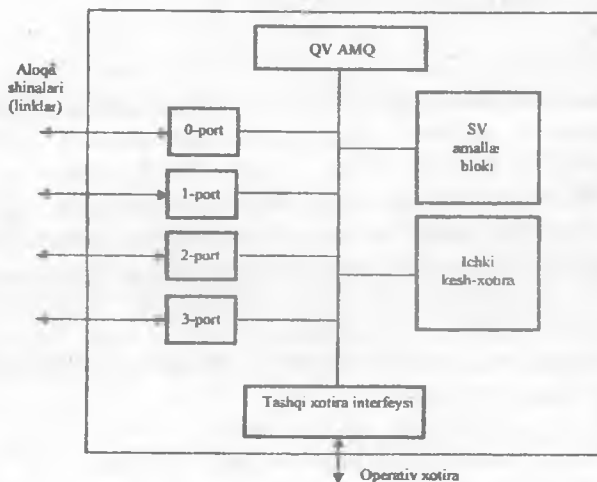 QV AMQ
Aloqa
shinalari
(linklar)
0-port
SV
amallar
bloki
1-port
2-port
Ichki
kesh-xotira
3-port
Tashqi xotira interfeysi
Operativ xotira